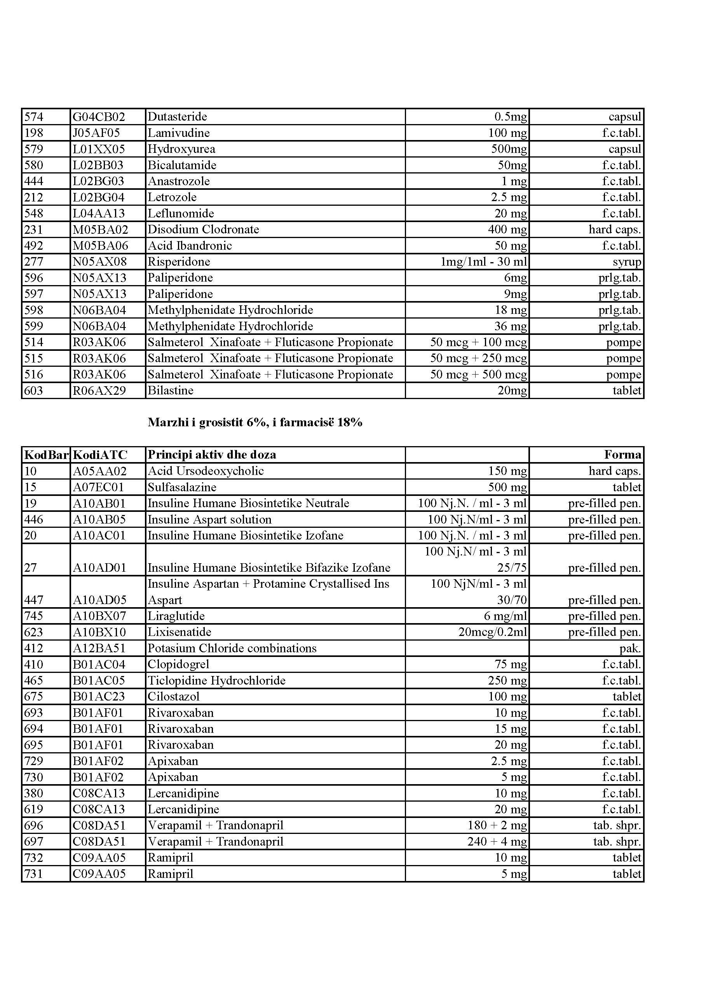 574 G04CB02 Dutasteride 0.5mg capsul
198 J05AF05 Lamivudine 100 mg f.c.tabl.
579 L01XX05 Hydroxyurea 500mg capsul
580 L02BB03 Bicalutamide 50mg f.c.tabl.
444 L02BG03 Anastrozole 1 mg f.c.tabl.
212 L02BG04 Letrozole 2.5 mg f.c.tabl.
548 L04AA13 Leflunomide 20 mg f.c.tabl.
231 M05BA02 Disodium Clodronate 400 mg hard caps.
492 M05BA06 Acid Ibandronic 50 mg f.c.tabl.
277 N05AX08 Risperidone 1mg/1ml - 30 ml syrup
596 N05AX13 Paliperidone 6mg prlg.tab.
597 N05AX13 Paliperidone 9mg prlg.tab.
598 N06BA04 Methylphenidate Hydrochloride 18 mg prlg.tab.
599 N06BA04 Methylphenidate Hydrochloride 36 mg prlg.tab.
514 R03AK06 Salmeterol  Xinafoate + Fluticasone Propionate 50 mcg + 100 mcg pompe
515 R03AK06 Salmeterol  Xinafoate + Fluticasone Propionate 50 mcg + 250 mcg pompe
516 R03AK06 Salmeterol  Xinafoate + Fluticasone Propionate 50 mcg + 500 mcg pompe
603 R06AX29 Bilastine 20mg tablet
Marzhi i grosistit 6%, i farmacisë 18%
KodBar KodiATC Principi aktiv dhe doza Forma
10 A05AA02 Acid Ursodeoxycholic 150 mg hard caps.
15 A07EC01 Sulfasalazine 500 mg tablet
19 A10AB01 Insuline Humane Biosintetike Neutrale 100 Nj.N. / ml - 3 ml pre-filled pen.
446 A10AB05 Insuline Aspart solution 100 Nj.N/ml - 3 ml pre-filled pen.
20 A10AC01 Insuline Humane Biosintetike Izofane 100 Nj.N. / ml - 3 ml pre-filled pen.
100 Nj.N/ ml - 3 ml
27 A10AD01 Insuline Humane Biosintetike Bifazike Izofane 25/75 pre-filled pen.
Insuline Aspartan + Protamine Crystallised Ins 100 NjN/ml - 3 ml
447 A10AD05 Aspart 30/70 pre-filled pen.
745 A10BX07 Liraglutide 6 mg/ml pre-filled pen.
623 A10BX10 Lixisenatide 20mcg/0.2ml pre-filled pen.
412 A12BA51 Potasium Chloride combinations pak.
410 B01AC04 Clopidogrel 75 mg f.c.tabl.
465 B01AC05 Ticlopidine Hydrochloride 250 mg f.c.tabl.
675 B01AC23 Cilostazol 100 mg tablet
693 B01AF01 Rivaroxaban 10 mg f.c.tabl.
694 B01AF01 Rivaroxaban 15 mg f.c.tabl.
695 B01AF01 Rivaroxaban 20 mg f.c.tabl.
729 B01AF02 Apixaban 2.5 mg f.c.tabl.
730 B01AF02 Apixaban 5 mg f.c.tabl.
380 C08CA13 Lercanidipine 10 mg f.c.tabl.
619 C08CA13 Lercanidipine 20 mg f.c.tabl.
696 C08DA51 Verapamil + Trandonapril 180 + 2 mg tab. shpr.
697 C08DA51 Verapamil + Trandonapril 240 + 4 mg tab. shpr.
732 C09AA05 Ramipril 10 mg tablet
731 C09AA05 Ramipril 5 mg tablet